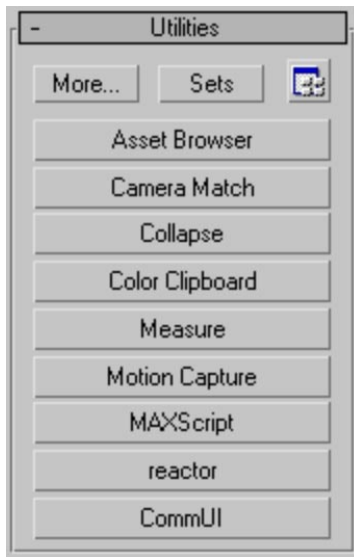 - Utilities
More... Sets
Asset Browser
Camera Match
Collapse
Color Clipboard
Measure
Motion Capture
MAXScript
reactor
CommUI